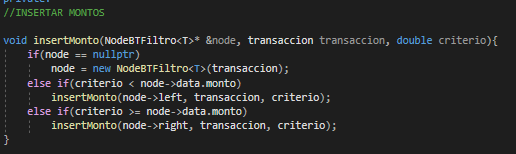 private:
//INSERTAR MONTOS
void insertMonto(NodeBTFiltro<T>* &node, transaccion transaccion, double criterio){
if(node == nullptr)
node = new NodeBTFiltro<T>(transaccion);
else if(criterio < node->data.monto)
insertMonto(node->left, transaccion, criterio);
else if(criterio >= node->data.monto)
insertMonto(node->right, transaccion, criterio);
}